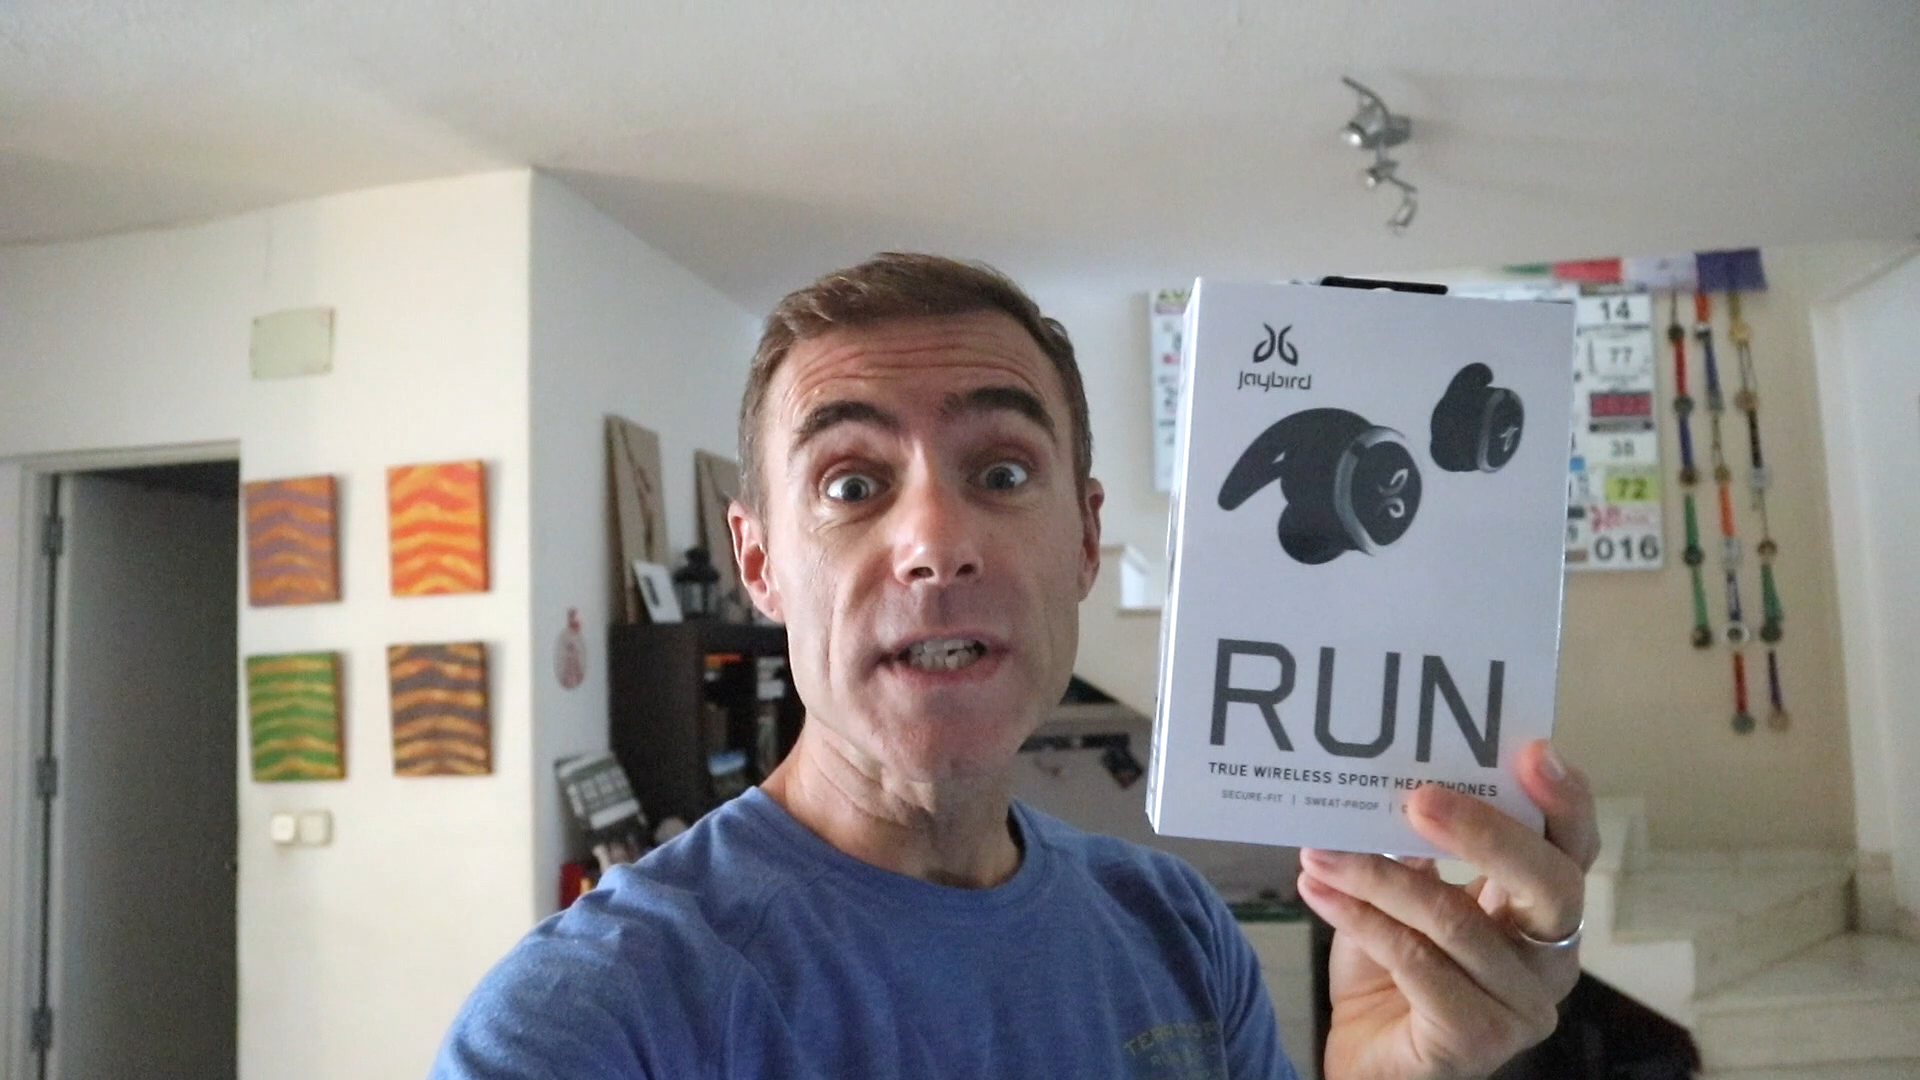 jaybird
RUN
TRUE WIRELESS SPORT HEADPHONES
SECURE-FIT | SWEAT-PROOF |
14
77
38
72
016